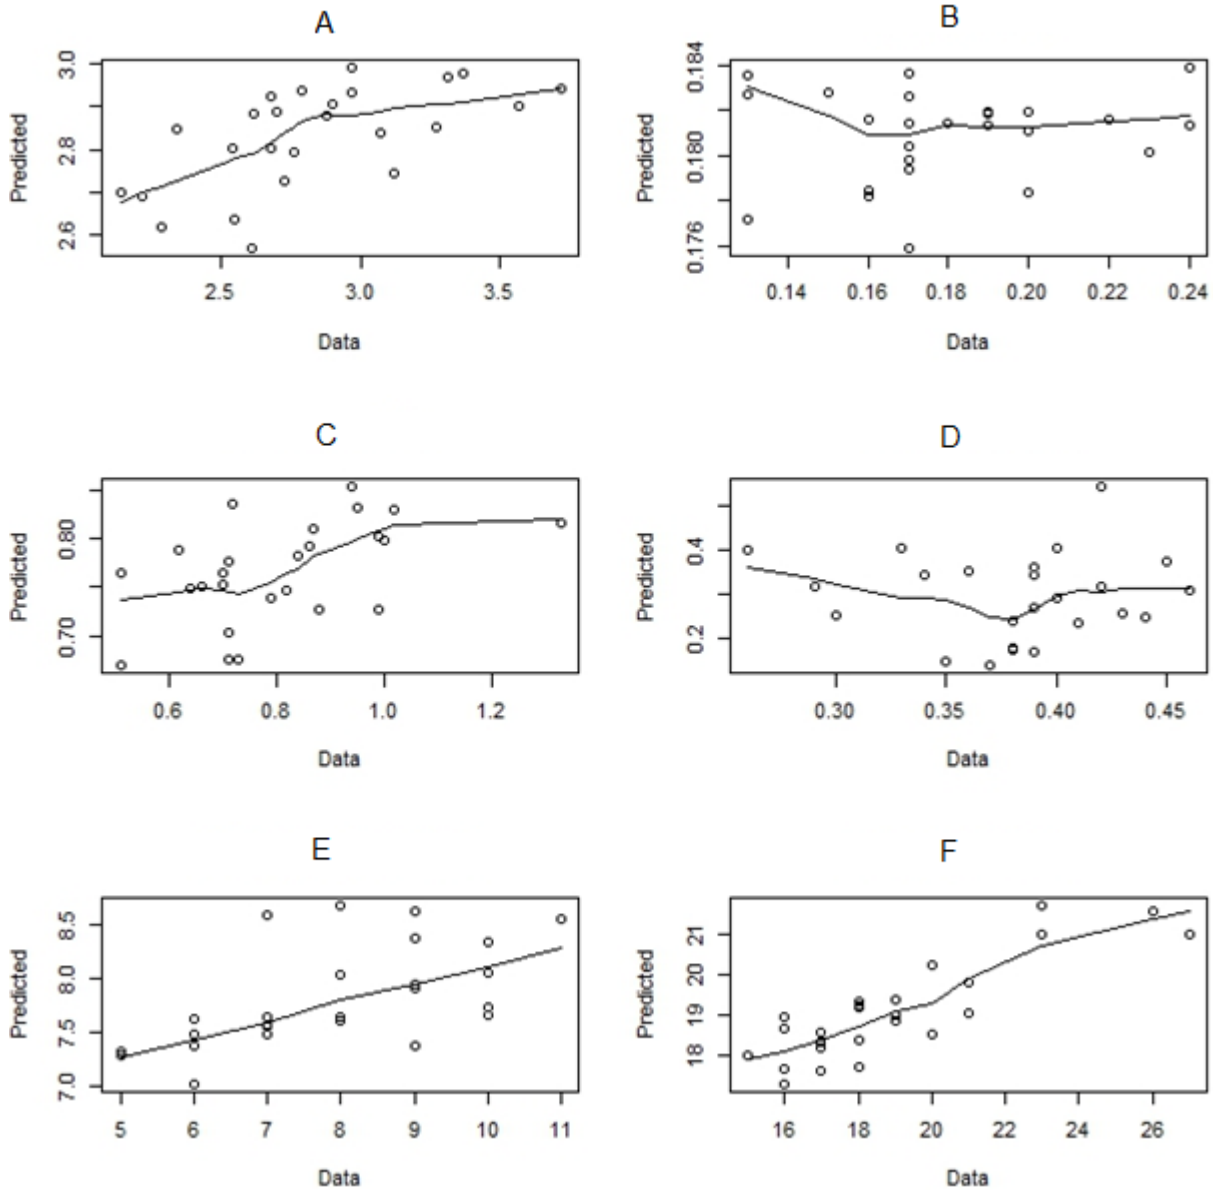 A
Predicted
3.0
2.8
2.6
2.5 3.0 3.5
Data
B
Predicted
0.184
0.180
0.176
0.14 0.16 0.18 0.20 0.22 0.24
Data
C
Predicted
0.80
0.70
0.6 0.8 1.0 1.2
Data
D
Predicted
0.4
0.2
0.30 0.35 0.40 0.45
Data
E
Predicted
8.5
8.0
7.5
7.0
5 6 7 8 9 10 11
Data
F
Predicted
21
20
19
18
16 18 20 22 24 26
Data